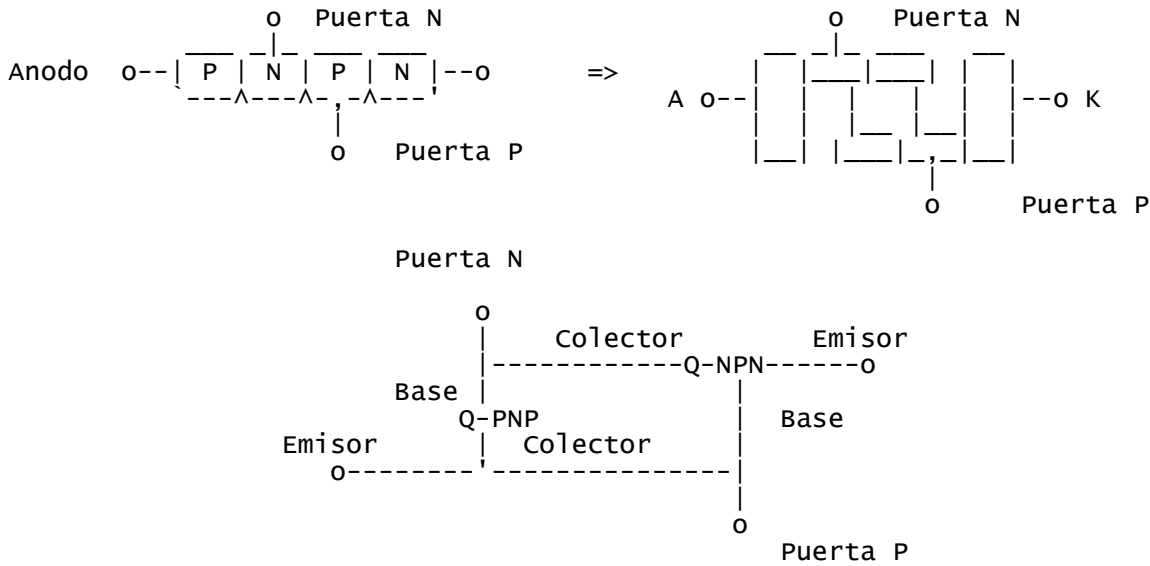 o Puerta N o Puerta N
Anodo o--| P | N | P | N |--o => A o--| |--o K
o Puerta P
o Puerta P
Puerta N
o
Colector Emisor
|------------Q-NPN------o
Base
Q-PNP Base
Emisor Colector
o--------'---------------|
o
Puerta P